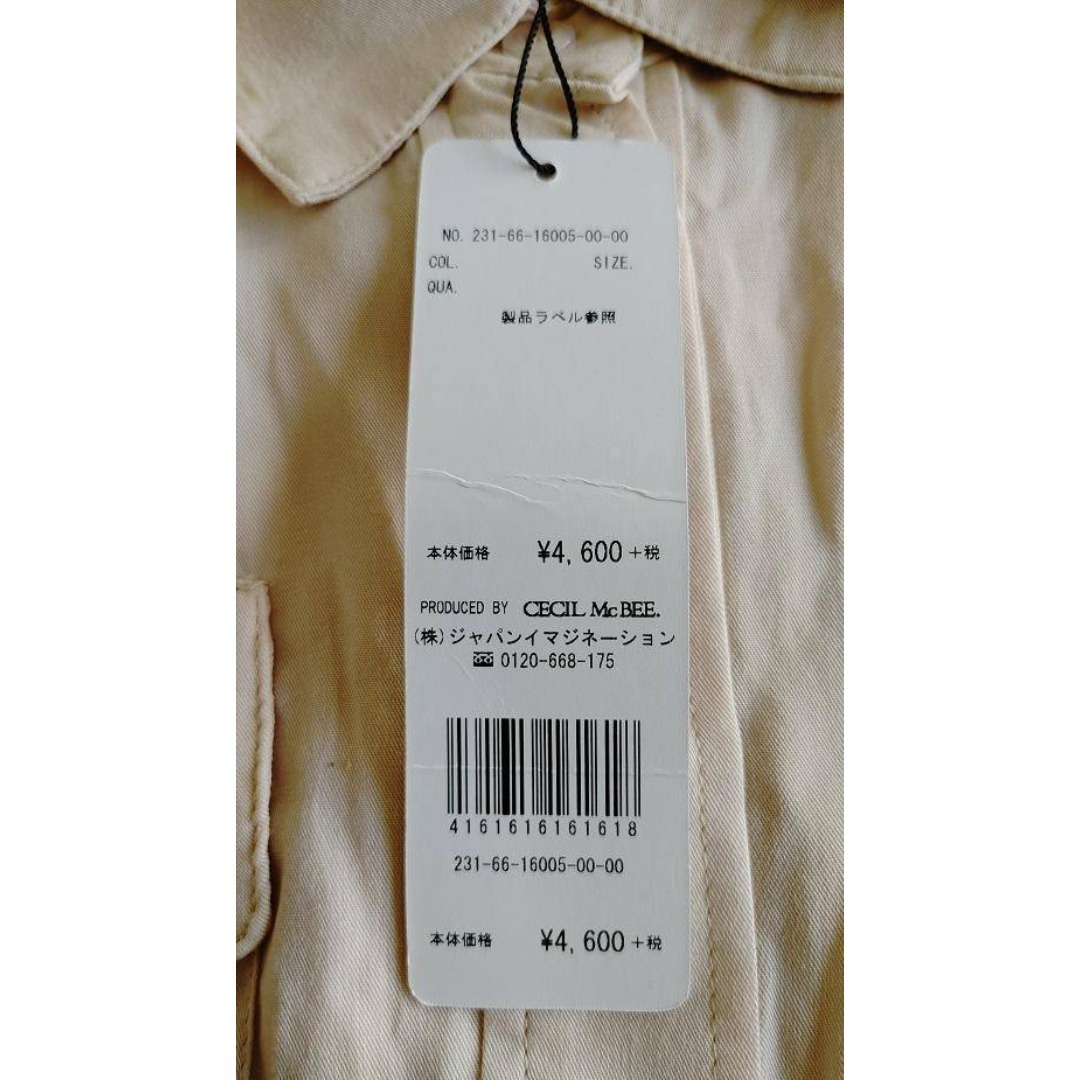 NO. 231-66-16005-00-00
COL. SIZE.
QUA.
製品ラベル参照
本体価格 ¥4,600+税
PRODUCED BY CECIL McBEE.
(株)ジャパンイマジネーション
0120-668-175
4161616161618
231-66-16005-00-00
本体価格 ¥4,600+税